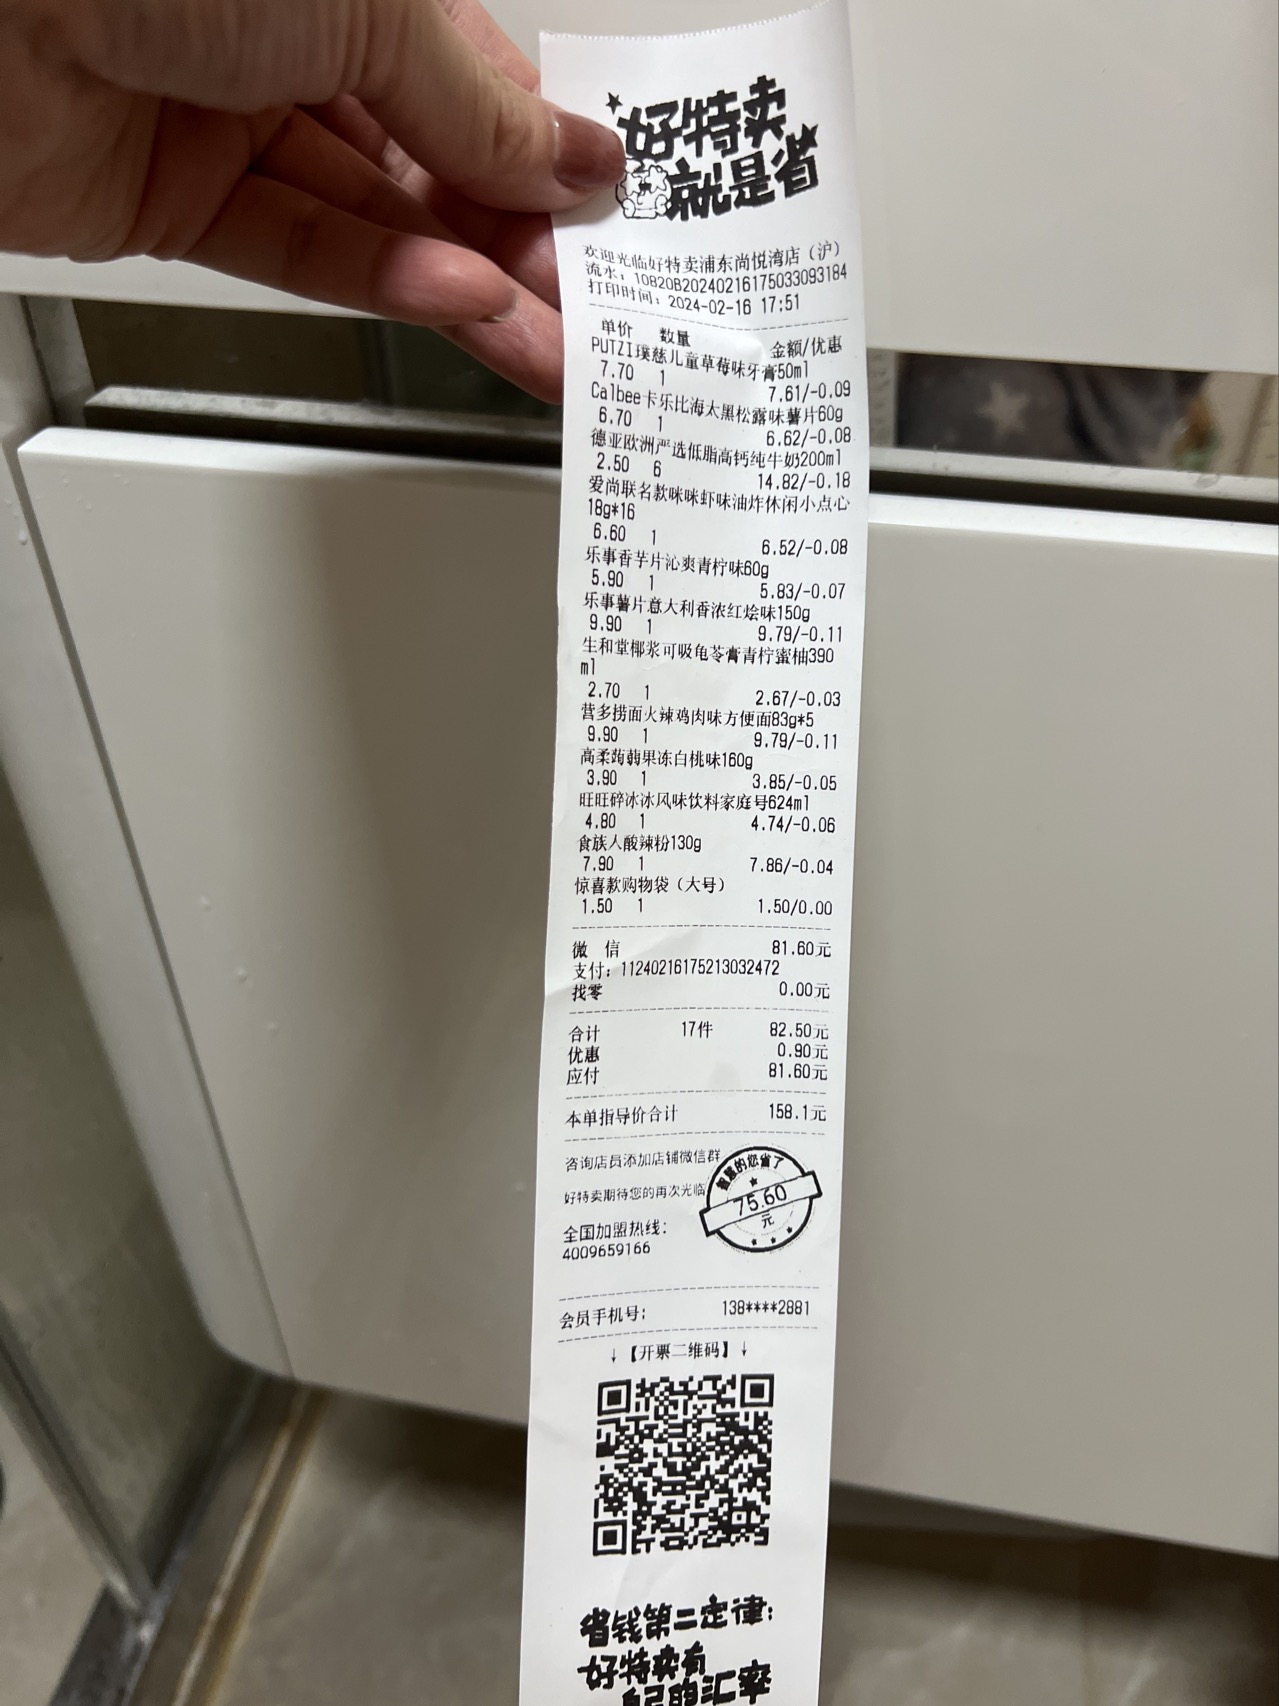 好特卖
就是省
欢迎光临好特卖浦东尚悦湾店（沪）
流水：10820B20240216175033093184
打印时间：2024-02-16 17:51
单价 数量 金额/优惠
PUTZI璞慈儿童草莓味牙膏50ml
7.70 1 7.61/-0.09
Calbee卡乐比海太黑松露味薯片60g
6.70 1 6.62/-0.08
德亚欧洲严选低脂高钙纯牛奶200ml
2.50 6 14.82/-0.18
爱尚联名款咪咪虾味油炸休闲小点心
18g*16
6.60 1 6.52/-0.08
乐事香芋片沁爽青柠味60g
5.90 1 5.83/-0.07
乐事薯片意大利香浓红烩味150g
9.90 1 9.79/-0.11
生和堂椰浆可吸龟苓膏青柠蜜柚390
ml
2.70 1 2.67/-0.03
营多捞面火辣鸡肉味方便面83g*5
9.90 1 9.79/-0.11
高柔蒟蒻果冻白桃味160g
3.90 1 3.85/-0.05
旺旺碎冰冰风味饮料家庭号624ml
4.80 1 4.74/-0.06
食族人酸辣粉130g
7.90 1 7.86/-0.04
惊喜款购物袋（大号）
1.50 1 1.50/0.00
微 信 81.60元
支付：11240216175213032472
找零 0.00元
合计 17件 82.50元
优惠 0.90元
应付 81.60元
本单指导价合计 158.1元
咨询店员添加店铺微信群
好特卖期待您的再次光临
智慧的您省了
75.60
元
全国加盟热线：
4009659166
会员手机号： 138****2881
↓【开票二维码】↓
省钱第二定律：
好特卖有